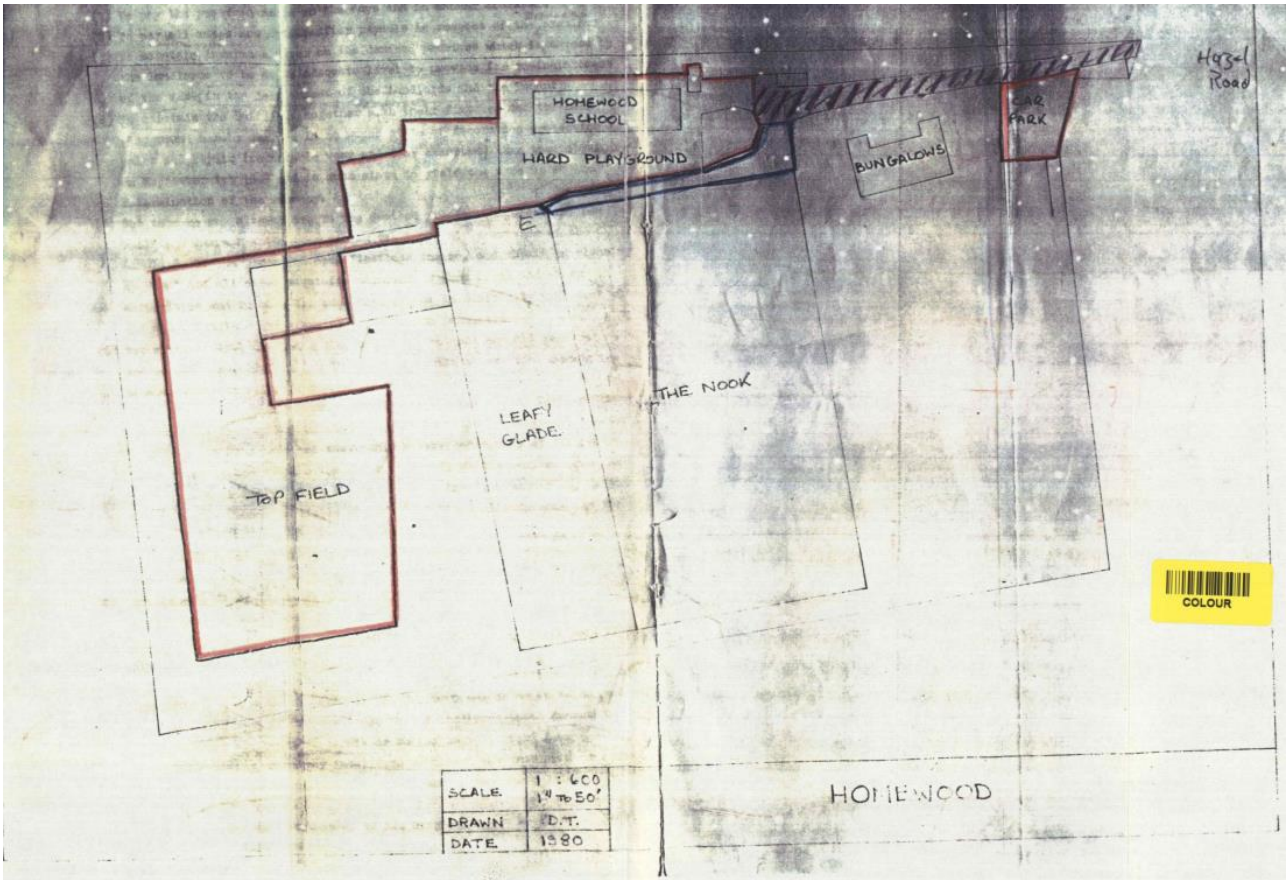 Hazel
Road
HOMEWOOD
SCHOOL
HARD PLAYGROUND
CAR
PARK
BUNGALOWS
E
THE NOOK
LEAFY
GLADE.
TOP FIELD
COLOUR
SCALE 1 : 600
1" TO 50'
DRAWN D.T.
DATE 1980
HOMEWOOD